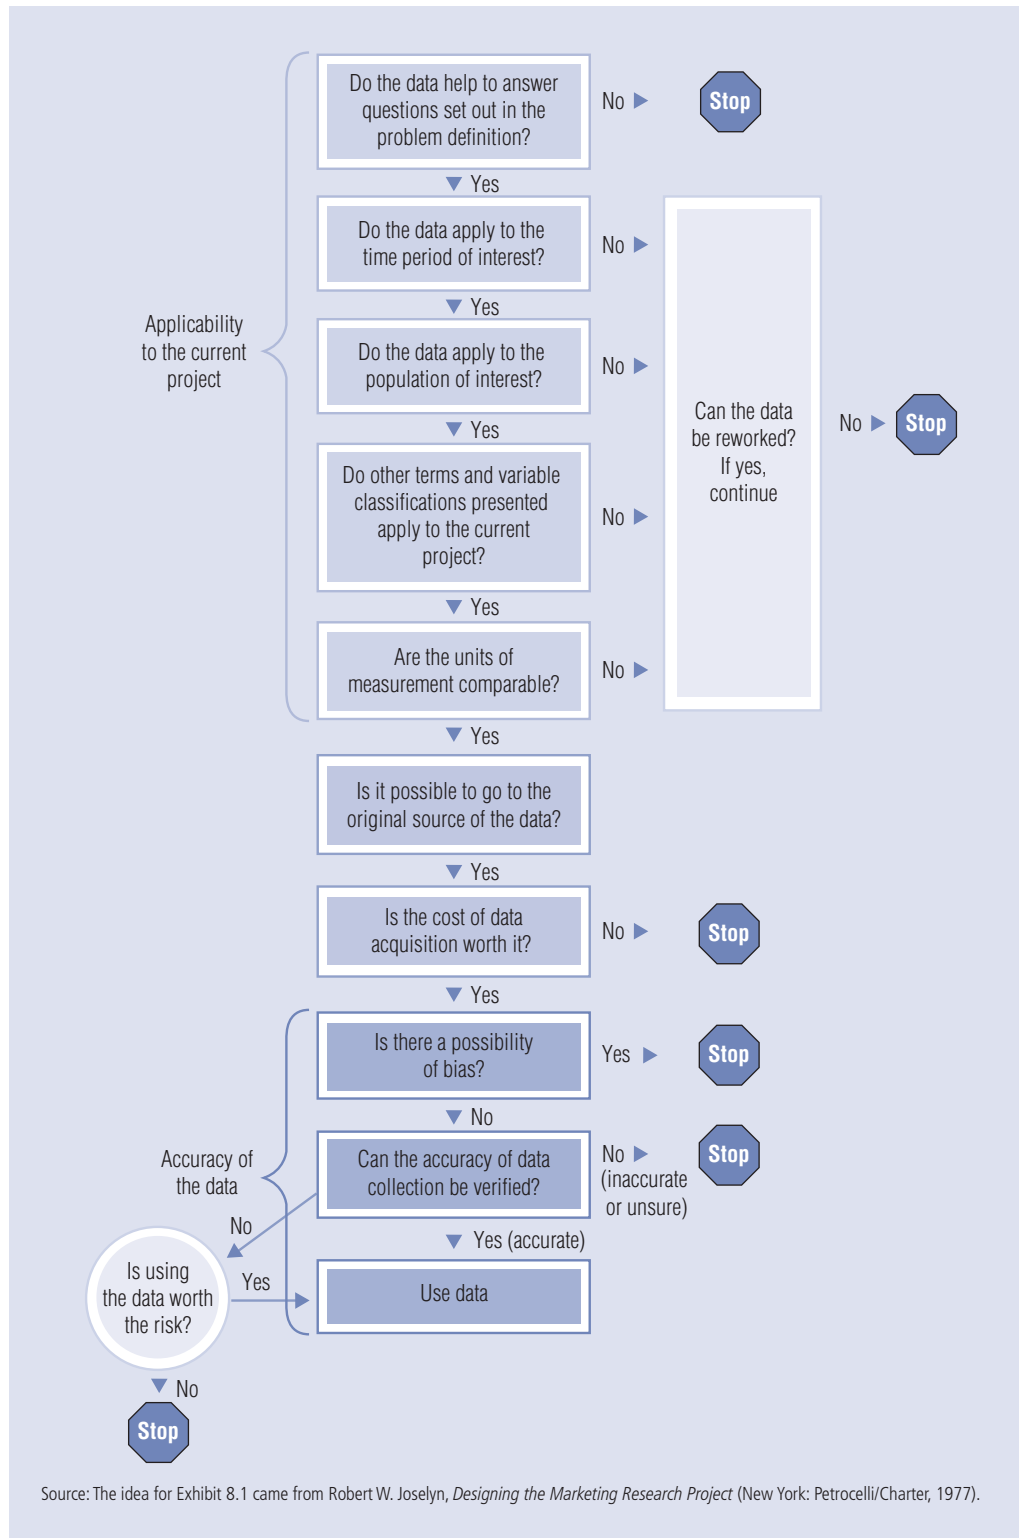 Do the data help to answer
questions set out in the
problem definition?
No
Stop
Yes
Do the data apply to the
time period of interest?
No
Yes
Applicability
to the current
project
Do the data apply to the
population of interest?
No
Can the data
be reworked?
If yes,
continue
No
Stop
Yes
Do other terms and variable
classifications presented
apply to the current
project?
No
Yes
Are the units of
measurement comparable?
No
Yes
Is it possible to go to the
original source of the data?
Yes
Is the cost of data
acquisition worth it?
No
Stop
Yes
Is there a possibility
of bias?
Yes
Stop
No
Accuracy of
the data
Can the accuracy of data
collection be verified?
No
(inaccurate
or unsure)
Stop
No
Yes (accurate)
Is using
the data worth
the risk?
Yes
Use data
No
Stop
Source: The idea for Exhibit 8.1 came from Robert W. Joselyn, Designing the Marketing Research Project (New York: Petrocelli/Charter, 1977).